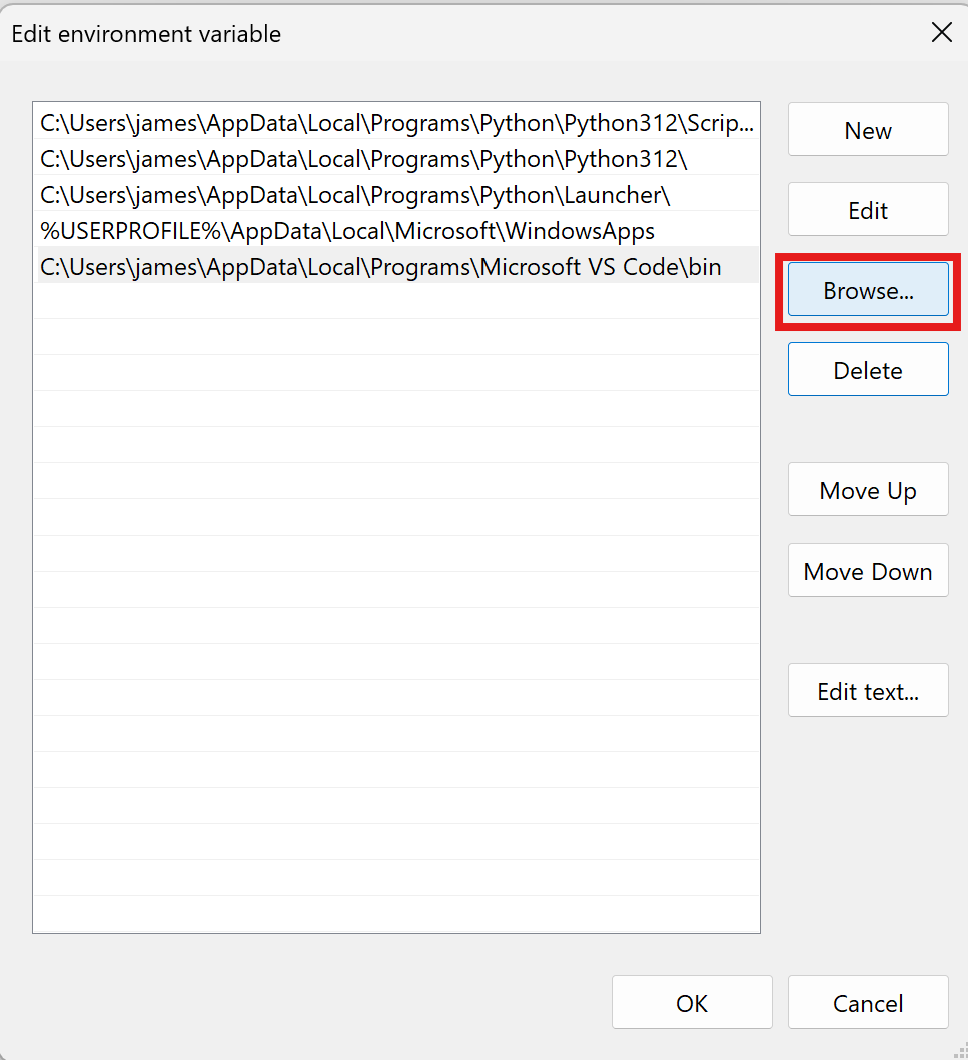 Edit environment variable
C:\Users\james\AppData\Local\Programs\Python\Python312\Scrip...
C:\Users\james\AppData\Local\Programs\Python\Python312\
C:\Users\james\AppData\Local\Programs\Python\Launcher\
%USERPROFILE%\AppData\Local\Microsoft\WindowsApps
C:\Users\james\AppData\Local\Programs\Microsoft VS Code\bin
New
Edit
Browse...
Delete
Move Up
Move Down
Edit text...
OK
Cancel